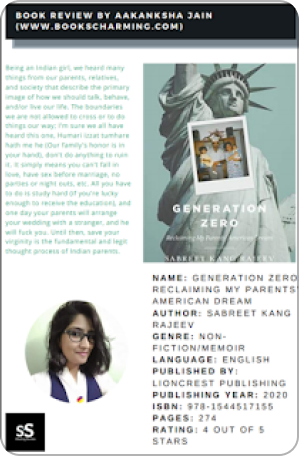 BOOK REVIEW BY AAKANKSHA JAIN
(WWW.BOOKSCHARMING.COM)
Being an Indian girl, we heard many
things from our parents, relatives,
and society that describe the primary
image of how we should talk, behave,
and/or live our life. The boundaries
we are not allowed to cross or to do
things our way; I'm sure we all have
heard this one, Humari izzat tumhare
hath me he (Our family's honor is in
your hand), don't do anything to ruin
it. It simply means you can't fall in
love, have sex before marriage, no
parties or night outs, etc. All you have
to do is study hard (if you're lucky
enough to receive the education), and
one day your parents will arrange
your wedding with a stranger, and he
will fuck you. Until then, save your
virginity is the fundamental and legit
thought process of Indian parents.
GENERATION
ZERO
Reclaiming My Parents' American Dream
SABREET KANG RAJEEV
NAME: GENERATION ZERO
RECLAIMING MY PARENTS'
AMERICAN DREAM
AUTHOR: SABREET KANG
RAJEEV
GENRE: NON-
FICTION/MEMOIR
LANGUAGE: ENGLISH
PUBLISHED BY:
LIONCREST PUBLISHING
PUBLISHING YEAR: 2020
ISBN: 978-1544517155
PAGES: 274
RATING: 4 OUT OF 5
STARS
SS